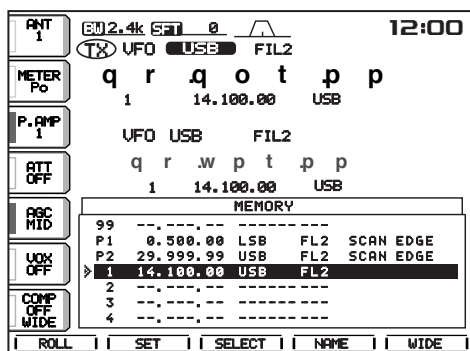 ANT
1
BW 2.4k SFT 0
12:00
TX VFO USB FIL2
METER
Po
q r .q o t .p p
1 14.100.00 USB
P.AMP
1
VFO USB FIL2
ATT
OFF
q r .w p t .p p
1 14.100.00 USB
AGC
MID
MEMORY
99 --.---.-- ------ ---
P1 0.500.00 LSB FL2 SCAN EDGE
P2 29.999.99 USB FL2 SCAN EDGE
VOX
OFF
1 14.100.00 USB FL2
2 --.---.-- ------ ---
3 --.---.-- ------ ---
4 --.---.-- ------ ---
COMP
OFF
WIDE
ROLL SET SELECT NAME WIDE